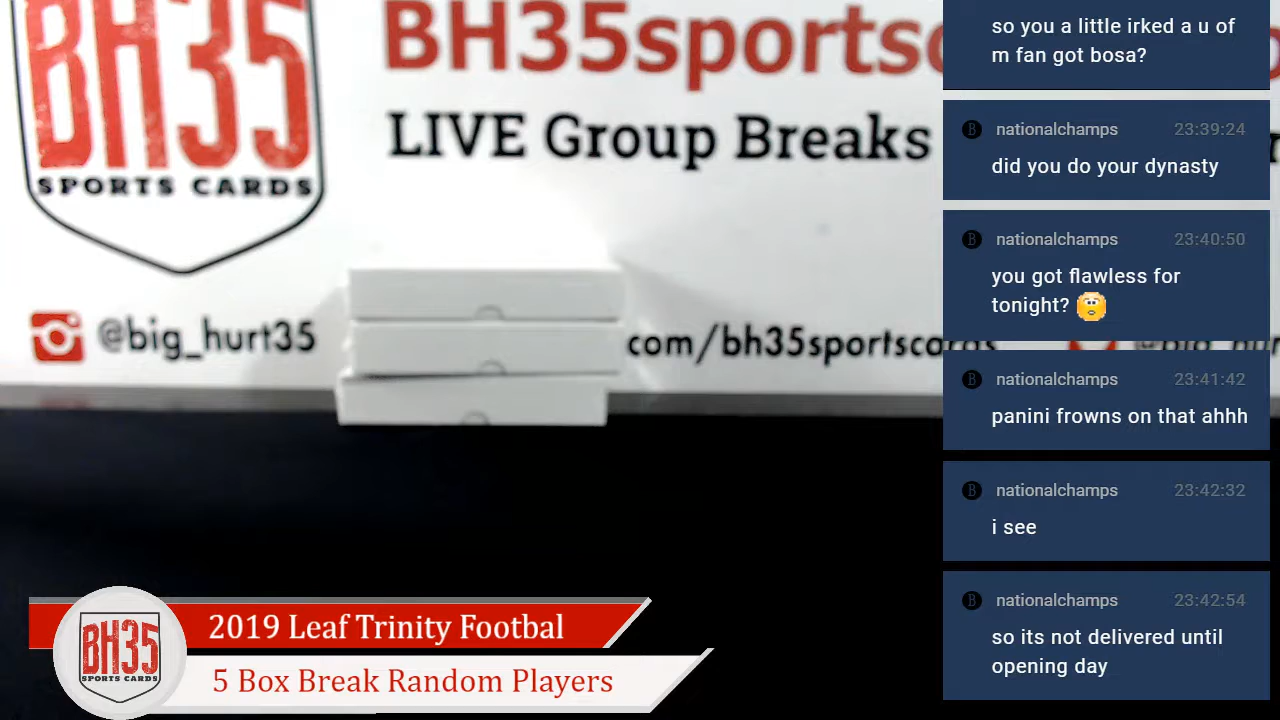 BH35
SPORTS CARDS
BH35sportsc
LIVE Group Breaks
@big_hurt35
com/bh35sportscards
so you a little irked a u of
m fan got bosa?
nationalchamps 23:39:24
did you do your dynasty
nationalchamps 23:40:50
you got flawless for
tonight?
nationalchamps 23:41:42
panini frowns on that ahhh
nationalchamps 23:42:32
i see
nationalchamps 23:42:54
so its not delivered until
opening day
BH35
SPORTS CARDS
2019 Leaf Trinity Footbal
5 Box Break Random Players